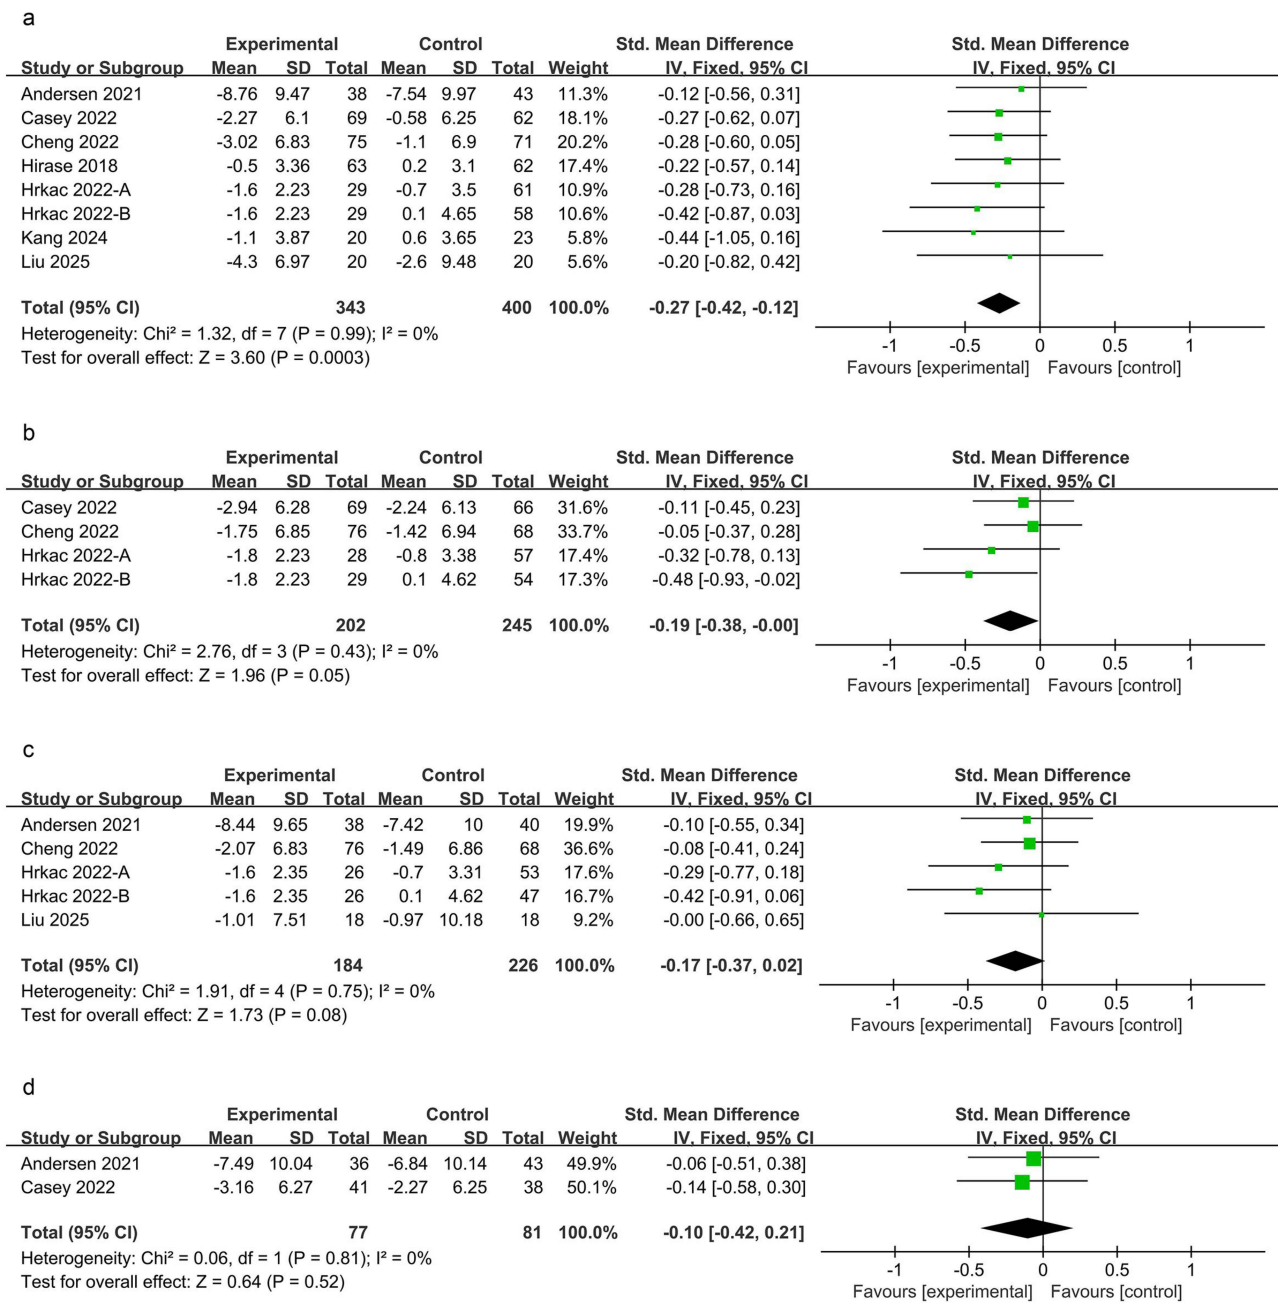 a
Experimental Control Std. Mean Difference Std. Mean Difference
Study or Subgroup Mean SD Total Mean SD Total Weight IV, Fixed, 95% CI IV, Fixed, 95% CI
Andersen 2021 -8.76 9.47 38 -7.54 9.97 43 11.3% -0.12 [-0.56, 0.31]
Casey 2022 -2.27 6.1 69 -0.58 6.25 62 18.1% -0.27 [-0.62, 0.07]
Cheng 2022 -3.02 6.83 75 -1.1 6.9 71 20.2% -0.28 [-0.60, 0.05]
Hirase 2018 -0.5 3.36 63 0.2 3.1 62 17.4% -0.22 [-0.57, 0.14]
Hrkac 2022-A -1.6 2.23 29 -0.7 3.5 61 10.9% -0.28 [-0.73, 0.16]
Hrkac 2022-B -1.6 2.23 29 0.1 4.65 58 10.6% -0.42 [-0.87, 0.03]
Kang 2024 -1.1 3.87 20 0.6 3.65 23 5.8% -0.44 [-1.05, 0.16]
Liu 2025 -4.3 6.97 20 -2.6 9.48 20 5.6% -0.20 [-0.82, 0.42]
Total (95% CI) 343 400 100.0% -0.27 [-0.42, -0.12]
Heterogeneity: Chi² = 1.32, df = 7 (P = 0.99); I² = 0%
Test for overall effect: Z = 3.60 (P = 0.0003)
-1 -0.5 0 0.5 1
Favours [experimental] Favours [control]
b
Experimental Control Std. Mean Difference Std. Mean Difference
Study or Subgroup Mean SD Total Mean SD Total Weight IV, Fixed, 95% CI IV, Fixed, 95% CI
Casey 2022 -2.94 6.28 69 -2.24 6.13 66 31.6% -0.11 [-0.45, 0.23]
Cheng 2022 -1.75 6.85 76 -1.42 6.94 68 33.7% -0.05 [-0.37, 0.28]
Hrkac 2022-A -1.8 2.23 28 -0.8 3.38 57 17.4% -0.32 [-0.78, 0.13]
Hrkac 2022-B -1.8 2.23 29 0.1 4.62 54 17.3% -0.48 [-0.93, -0.02]
Total (95% CI) 202 245 100.0% -0.19 [-0.38, -0.00]
Heterogeneity: Chi² = 2.76, df = 3 (P = 0.43); I² = 0%
Test for overall effect: Z = 1.96 (P = 0.05)
-1 -0.5 0 0.5 1
Favours [experimental] Favours [control]
c
Experimental Control Std. Mean Difference Std. Mean Difference
Study or Subgroup Mean SD Total Mean SD Total Weight IV, Fixed, 95% CI IV, Fixed, 95% CI
Andersen 2021 -8.44 9.65 38 -7.42 10 40 19.9% -0.10 [-0.55, 0.34]
Cheng 2022 -2.07 6.83 76 -1.49 6.86 68 36.6% -0.08 [-0.41, 0.24]
Hrkac 2022-A -1.6 2.35 26 -0.7 3.31 53 17.6% -0.29 [-0.77, 0.18]
Hrkac 2022-B -1.6 2.35 26 0.1 4.62 47 16.7% -0.42 [-0.91, 0.06]
Liu 2025 -1.01 7.51 18 -0.97 10.18 18 9.2% -0.00 [-0.66, 0.65]
Total (95% CI) 184 226 100.0% -0.17 [-0.37, 0.02]
Heterogeneity: Chi² = 1.91, df = 4 (P = 0.75); I² = 0%
Test for overall effect: Z = 1.73 (P = 0.08)
-1 -0.5 0 0.5 1
Favours [experimental] Favours [control]
d
Experimental Control Std. Mean Difference Std. Mean Difference
Study or Subgroup Mean SD Total Mean SD Total Weight IV, Fixed, 95% CI IV, Fixed, 95% CI
Andersen 2021 -7.49 10.04 36 -6.84 10.14 43 49.9% -0.06 [-0.51, 0.38]
Casey 2022 -3.16 6.27 41 -2.27 6.25 38 50.1% -0.14 [-0.58, 0.30]
Total (95% CI) 77 81 100.0% -0.10 [-0.42, 0.21]
Heterogeneity: Chi² = 0.06, df = 1 (P = 0.81); I² = 0%
Test for overall effect: Z = 0.64 (P = 0.52)
-1 -0.5 0 0.5 1
Favours [experimental] Favours [control]